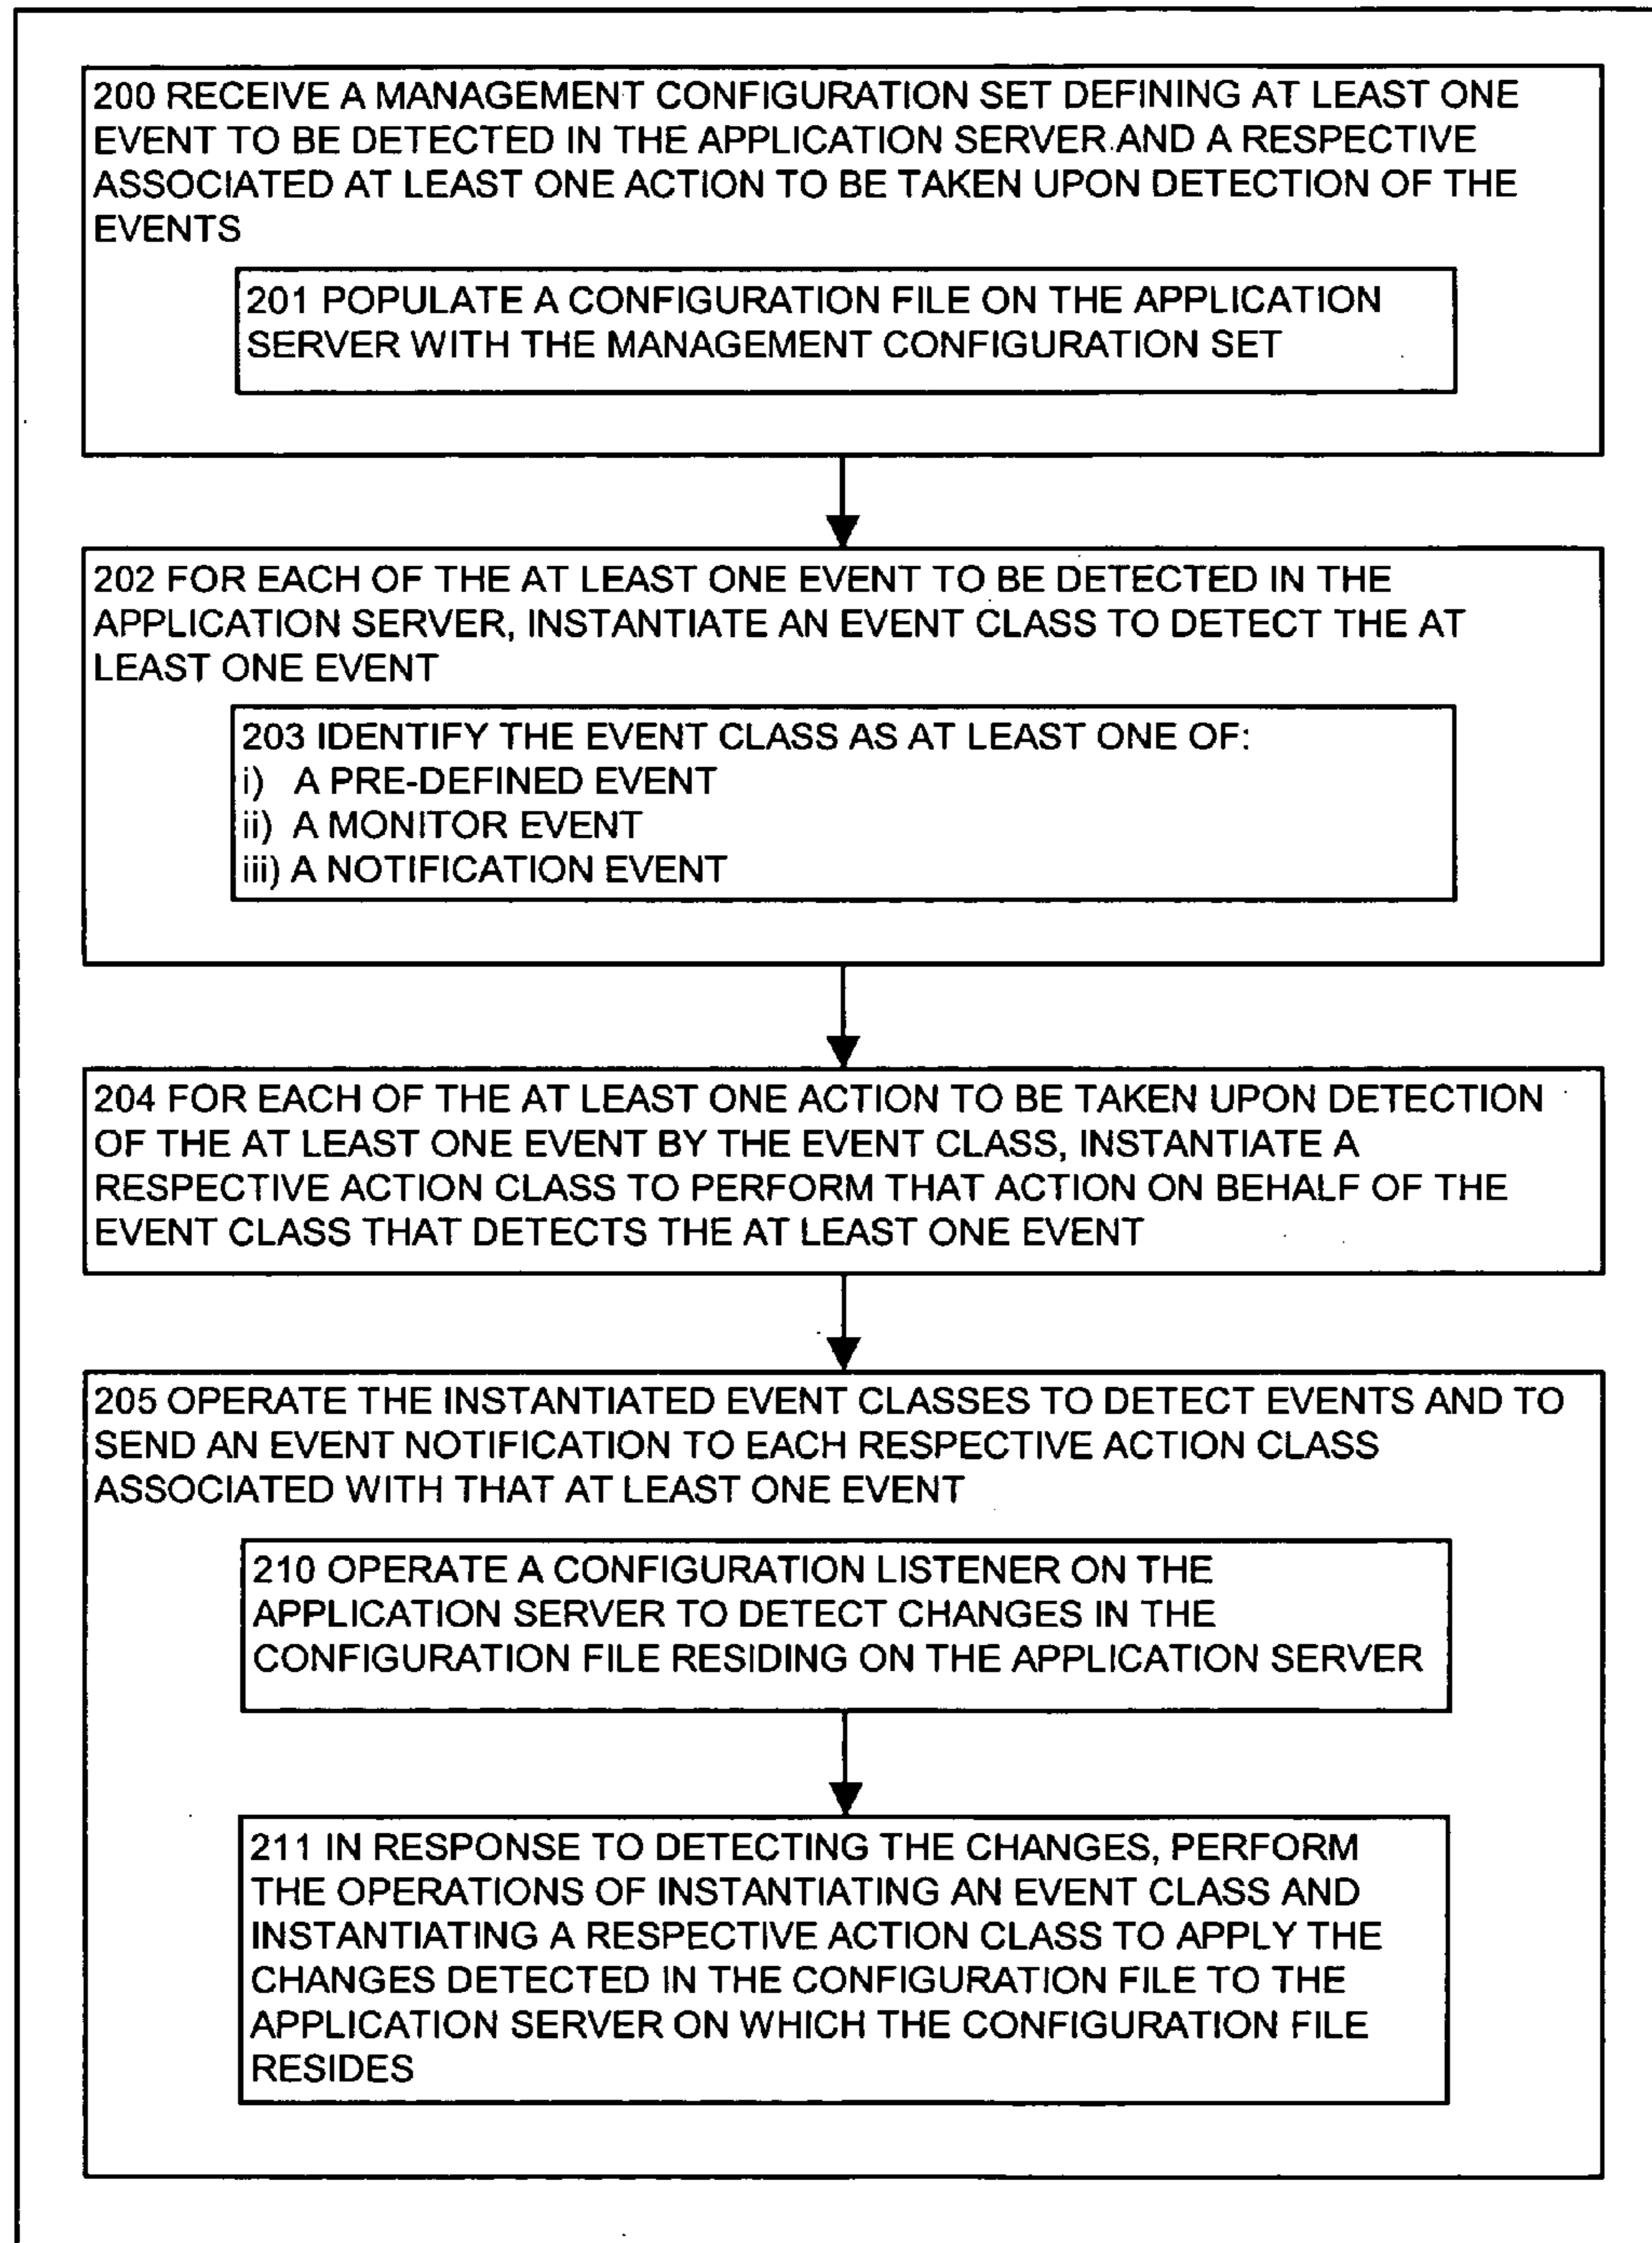 200 RECEIVE A MANAGEMENT CONFIGURATION SET DEFINING AT LEAST ONE
EVENT TO BE DETECTED IN THE APPLICATION SERVER AND A RESPECTIVE
ASSOCIATED AT LEAST ONE ACTION TO BE TAKEN UPON DETECTION OF THE
EVENTS
201 POPULATE A CONFIGURATION FILE ON THE APPLICATION
SERVER WITH THE MANAGEMENT CONFIGURATION SET
202 FOR EACH OF THE AT LEAST ONE EVENT TO BE DETECTED IN THE
APPLICATION SERVER, INSTANTIATE AN EVENT CLASS TO DETECT THE AT
LEAST ONE EVENT
203 IDENTIFY THE EVENT CLASS AS AT LEAST ONE OF:
i) A PRE-DEFINED EVENT
ii) A MONITOR EVENT
iii) A NOTIFICATION EVENT
204 FOR EACH OF THE AT LEAST ONE ACTION TO BE TAKEN UPON DETECTION
OF THE AT LEAST ONE EVENT BY THE EVENT CLASS, INSTANTIATE A
RESPECTIVE ACTION CLASS TO PERFORM THAT ACTION ON BEHALF OF THE
EVENT CLASS THAT DETECTS THE AT LEAST ONE EVENT
205 OPERATE THE INSTANTIATED EVENT CLASSES TO DETECT EVENTS AND TO
SEND AN EVENT NOTIFICATION TO EACH RESPECTIVE ACTION CLASS
ASSOCIATED WITH THAT AT LEAST ONE EVENT
210 OPERATE A CONFIGURATION LISTENER ON THE
APPLICATION SERVER TO DETECT CHANGES IN THE
CONFIGURATION FILE RESIDING ON THE APPLICATION SERVER
211 IN RESPONSE TO DETECTING THE CHANGES, PERFORM
THE OPERATIONS OF INSTANTIATING AN EVENT CLASS AND
INSTANTIATING A RESPECTIVE ACTION CLASS TO APPLY THE
CHANGES DETECTED IN THE CONFIGURATION FILE TO THE
APPLICATION SERVER ON WHICH THE CONFIGURATION FILE
RESIDES